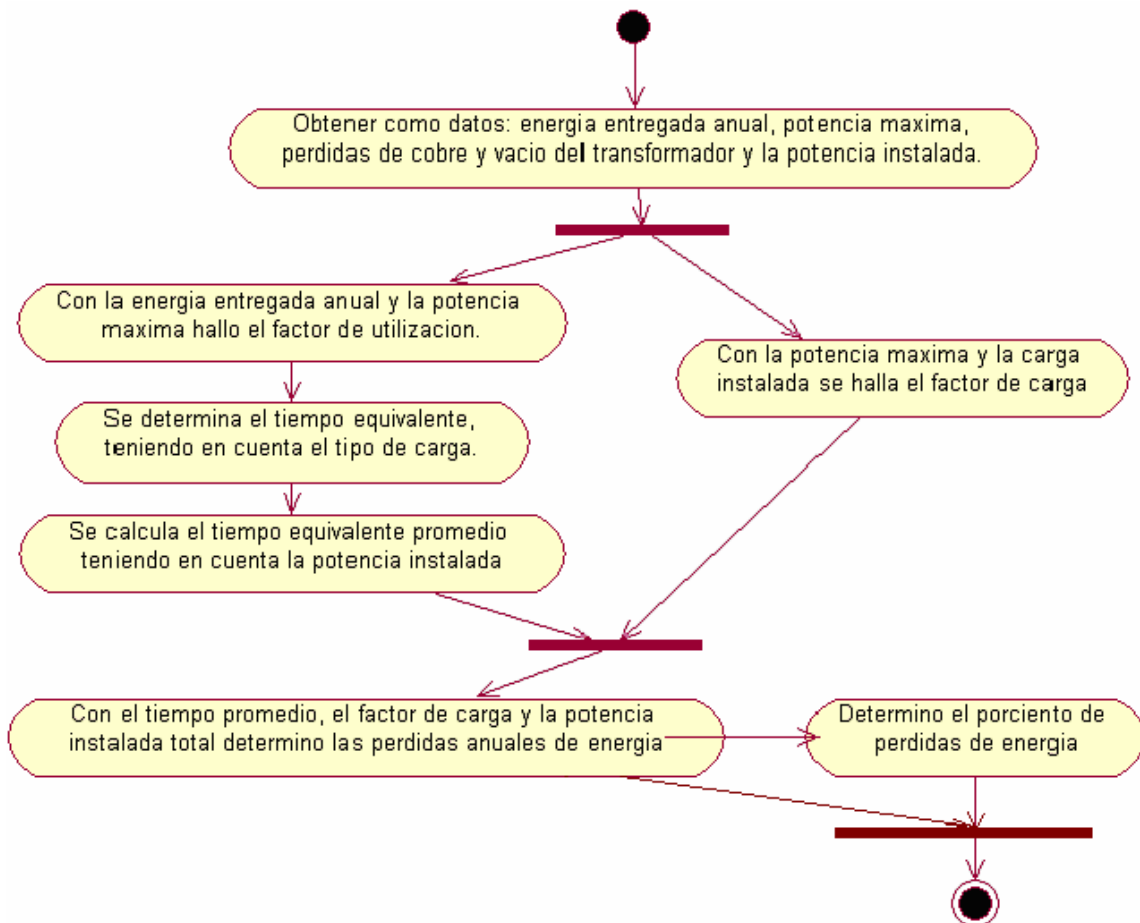 Obtener como datos: energia entregada anual, potencia maxima,
perdidas de cobre y vacio del transformador y la potencia instalada.
Con la energia entregada anual y la potencia
maxima hallo el factor de utilizacion.
Con la potencia maxima y la carga
instalada se halla el factor de carga
Se determina el tiempo equivalente,
teniendo en cuenta el tipo de carga.
Se calcula el tiempo equivalente promedio
teniendo en cuenta la potencia instalada
Con el tiempo promedio, el factor de carga y la potencia
instalada total determino las perdidas anuales de energia
Determino el porciento de
perdidas de energia